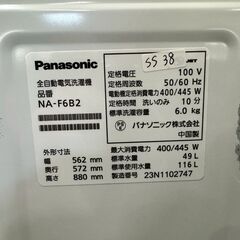 Panasonic
全自動電気洗濯機
品番
NA-F6B2
外形寸法
幅 562 mm
奥行 572 mm
高さ 880 mm
SS 38
JET
定格電圧 100 V
定格周波数 50/60 Hz
電動機定格消費電力 400/445 W
定格時間 洗いのみ 10 分
標準洗濯容量 6.0 kg
パナソニック株式会社
中国製
最大消費電力 400/445 W
標準水量 49 L
標準使用水量 116 L
製造番号 23N1102747